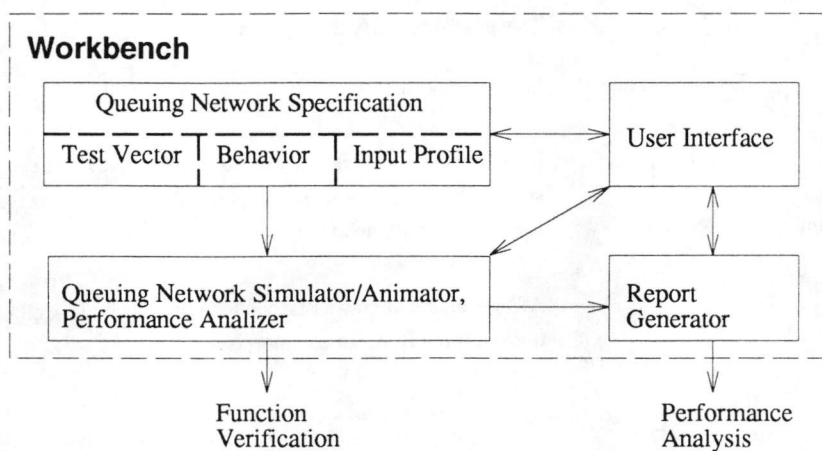 Workbench
Queuing Network Specification
Test Vector
Behavior
Input Profile
User Interface
Queuing Network Simulator/Animator,
Performance Analizer
Report
Generator
Function
Verification
Performance
Analysis